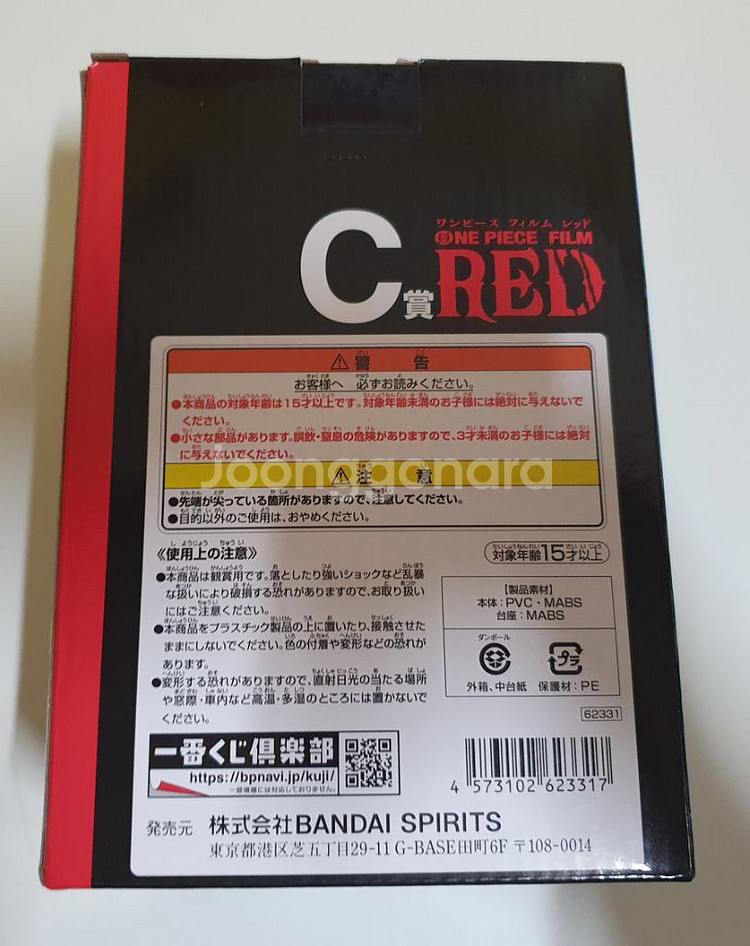 ワンピース フィルム レッド
ONE PIECE FILM
C賞 RED
⚠警告
お客様へ 必ずお読みください。
●本商品の対象年齢は15才以上です。対象年齢未満のお子様には絶対に与えないで
ください。
●小さな部品があります。誤飲・窒息の危険がありますので、3才未満のお子様には絶対
に与えないでください。
Joonggonara
⚠注意
●先端が尖っている箇所がありますので、注意してください。
●目的以外のご使用は、おやめください。
《使用上の注意》
対象年齢15才以上
●本商品は観賞用です。落としたり強いショックなど乱暴
な扱いにより破損する恐れがありますので、お取り扱い
にはご注意ください。
●本商品をプラスチック製品の上に置いたり、接触させた
ままにしないでください。色の付着や変形などの恐れが
あります。
●変形する恐れがありますので、直射日光の当たる場所
や窓際・車内など高温・多湿のところには置かないで
ください。
【製品素材】
本体:PVC・MABS
台座:MABS
ダンボール
プラ
外箱、中台紙 保護材:PE
62331
一番くじ倶楽部
https://bpnavi.jp/kuji/
一部機種には対応しておりません。
4 573102 623317
発売元 株式会社BANDAI SPIRITS
東京都港区芝五丁目29-11 G-BASE田町6F 〒108-0014